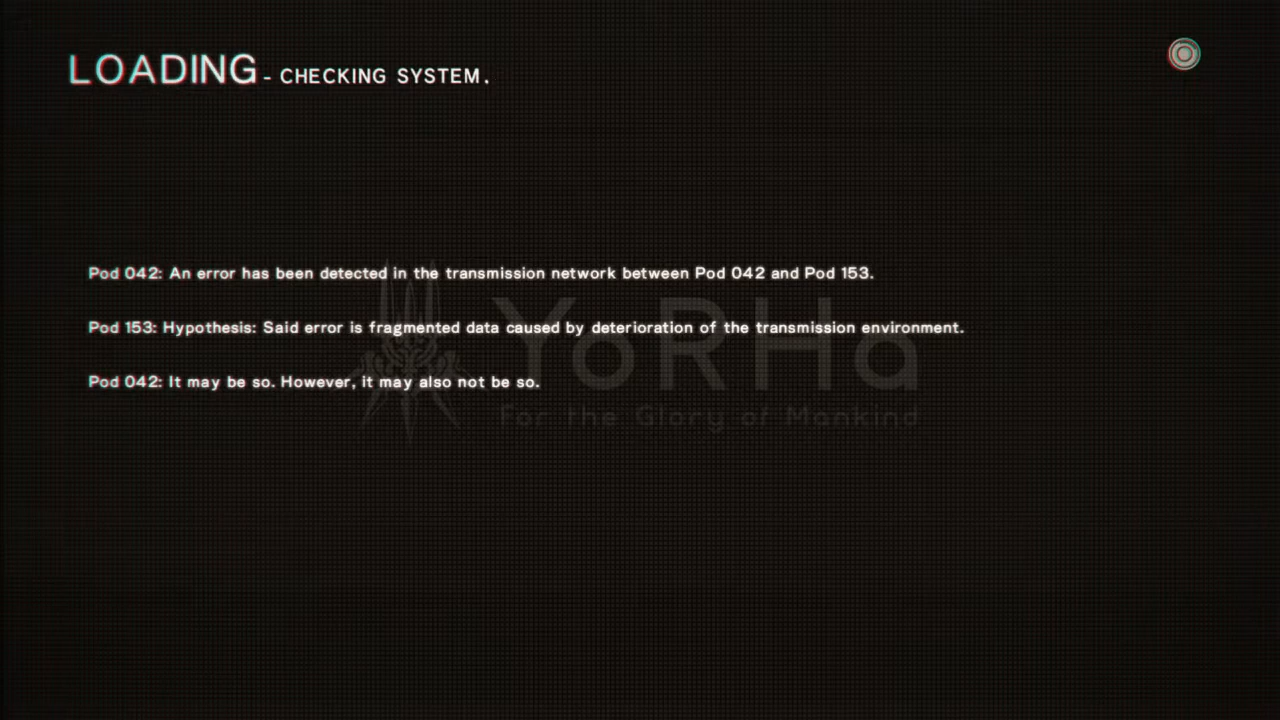 LOADING - CHECKING SYSTEM.
Pod 042: An error has been detected in the transmission network between Pod 042 and Pod 153.
Pod 153: Hypothesis: Said error is fragmented data caused by deterioration of the transmission environment.
Pod 042: It may be so. However, it may also not be so.
YoRHa
For the Glory of Mankind